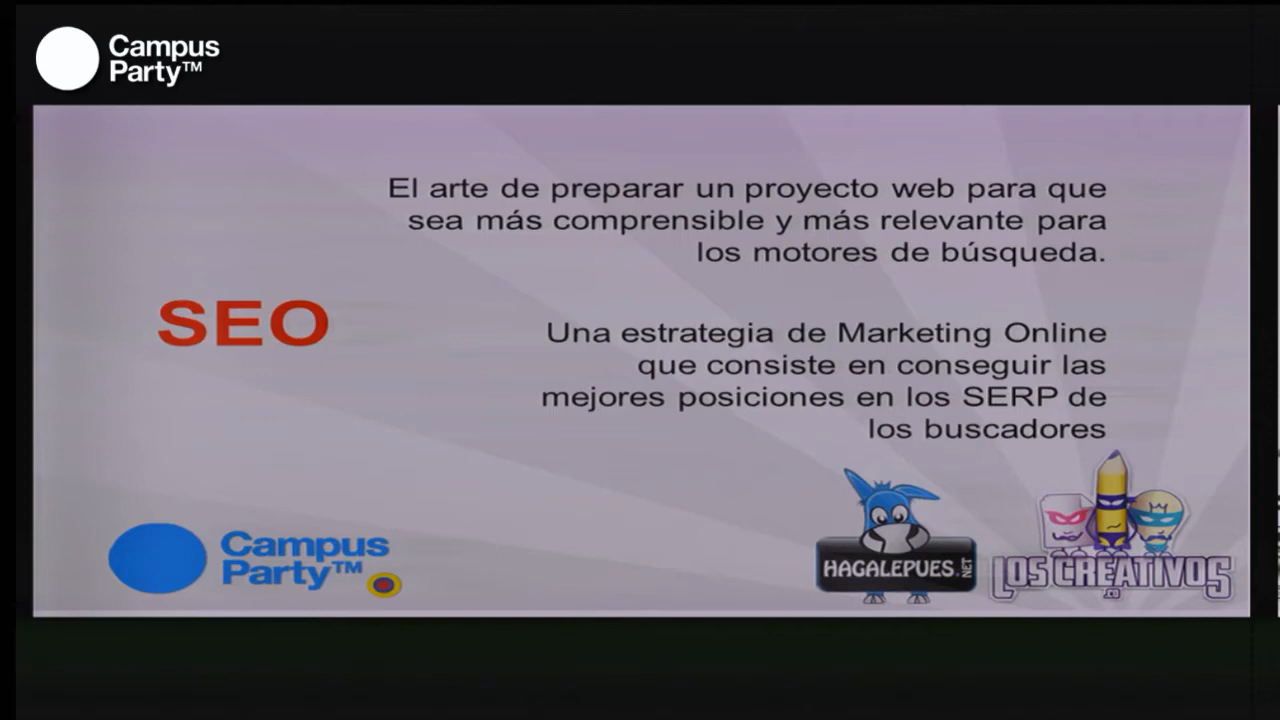 Campus
Party™
El arte de preparar un proyecto web para que
sea más comprensible y más relevante para
los motores de búsqueda.
SEO
Una estrategia de Marketing Online
que consiste en conseguir las
mejores posiciones en los SERP de
los buscadores
Campus
Party™
HAGALEPUES.NET
LOS CREATIVOS
.CO